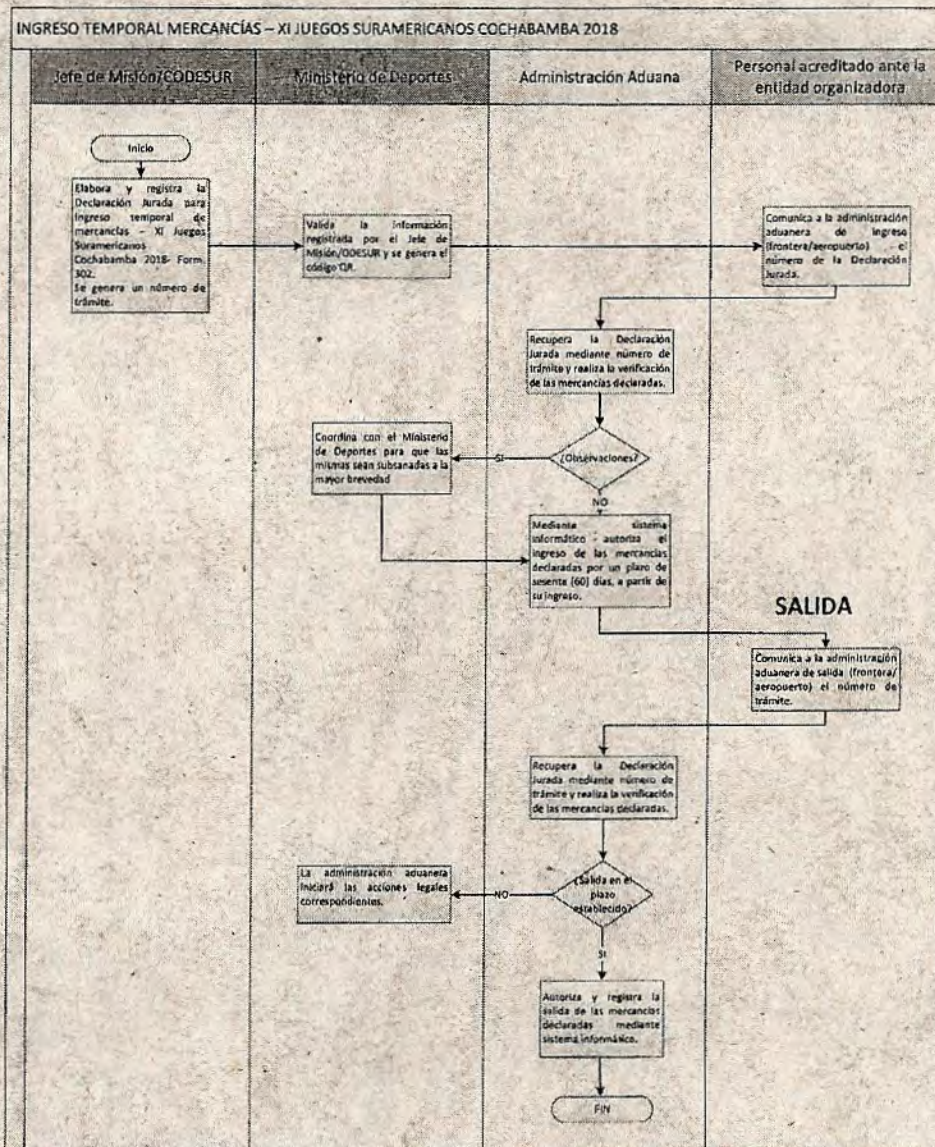 INGRESO TEMPORAL MERCANCÍAS – XI JUEGOS SURAMERICANOS COCHABAMBA 2018
Jefe de Misión/CODESUR
Ministerio de Deportes
Administración Aduana
Personal acreditado ante la
entidad organizadora
Inicio
Elabora y registra la
Declaración Jurada para
Ingreso temporal de
mercancías – XI Juegos
Suramericanos
Cochabamba 2018- Form.
302.
Se genera un número de
trámite.
Valida la información
registrada por el Jefe de
Misión/ODESUR y se genera el
código QR.
Comunica a la administración
aduanera de ingreso
(frontera/aeropuerto) el
número de la Declaración
Jurada.
Recupera la Declaración
Jurada mediante número de
trámite y realiza la verificación
de las mercancías declaradas.
Coordina con el Ministerio
de Deportes para que las
mismas sean subsanadas a la
mayor brevedad
SI
¿Observaciones?
NO
Mediante sistema
informático - autoriza el
ingreso de las mercancías
declaradas por un plazo de
sesenta (60) días, a partir de
su ingreso.
SALIDA
Comunica a la administración
aduanera de salida (frontera/
aeropuerto) el número de
trámite.
Recupera la Declaración
Jurada mediante número de
trámite y realiza la verificación
de las mercancías declaradas.
La administración aduanera
iniciará las acciones legales
correspondientes.
NO
¿Salida en el
plazo
establecido?
SI
Autoriza y registra la
salida de las mercancías
declaradas mediante
sistema informático.
FIN